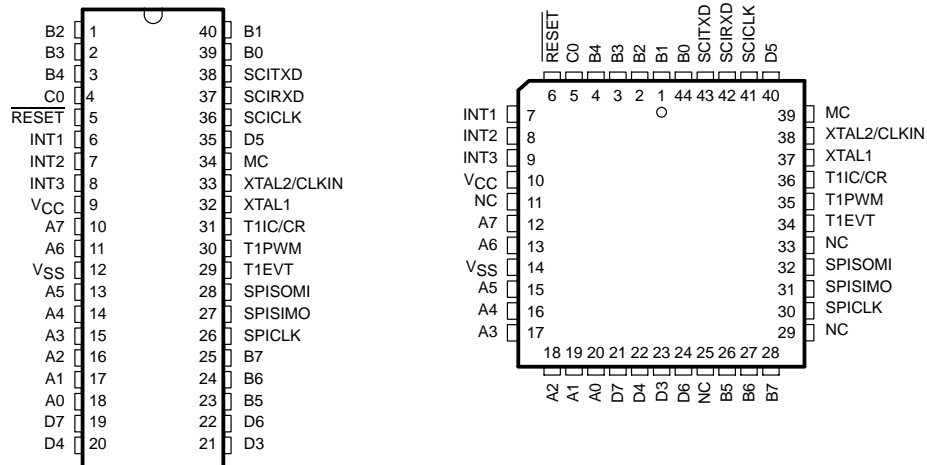 B2 1 40 B1
B3 2 39 B0
B4 3 38 SCITXD
C0 4 37 SCIRXD
RESET 5 36 SCICLK
INT1 6 35 D5
INT2 7 34 MC
INT3 8 33 XTAL2/CLKIN
VCC 9 32 XTAL1
A7 10 31 T1IC/CR
A6 11 30 T1PWM
VSS 12 29 T1EVT
A5 13 28 SPISOMI
A4 14 27 SPISIMO
A3 15 26 SPICLK
A2 16 25 B7
A1 17 24 B6
A0 18 23 B5
D7 19 22 D6
D4 20 21 D3
RESET C0 B4 B3 B2 B1 B0 SCITXD SCIRXD SCICLK D5
6 5 4 3 2 1 44 43 42 41 40
INT1 7 39 MC
INT2 8 38 XTAL2/CLKIN
INT3 9 37 XTAL1
VCC 10 36 T1IC/CR
NC 11 35 T1PWM
A7 12 34 T1EVT
A6 13 33 NC
VSS 14 32 SPISOMI
A5 15 31 SPISIMO
A4 16 30 SPICLK
A3 17 29 NC
18 19 20 21 22 23 24 25 26 27 28
A2 A1 A0 D7 D4 D3 D6 NC B5 B6 B7